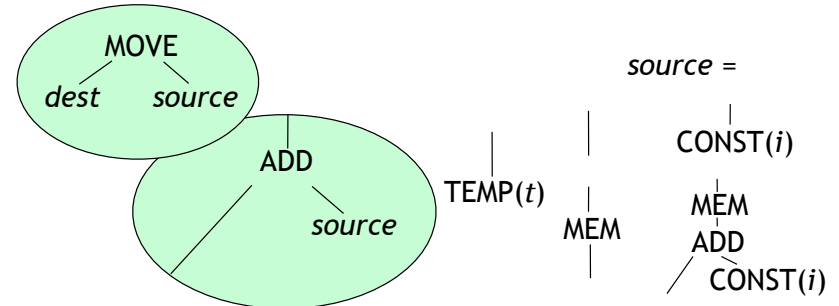 MOVE
dest source
ADD
source
source =
TEMP(t)
MEM
CONST(i)
MEM
ADD
CONST(i)